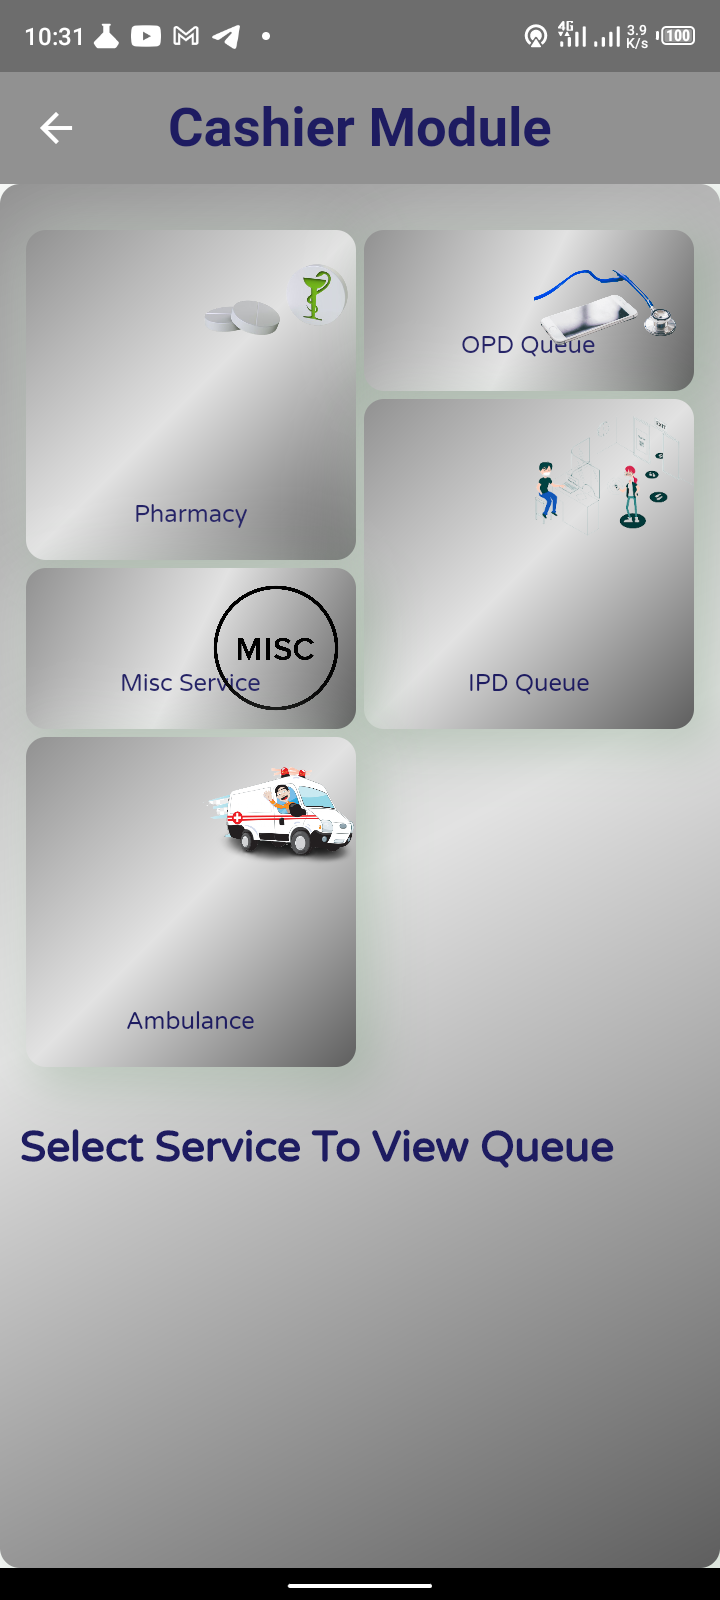 10:31
4G
3.9
K/s
100
Cashier Module
Pharmacy
OPD Queue
MISC
Misc Service
IPD Queue
Ambulance
Select Service To View Queue